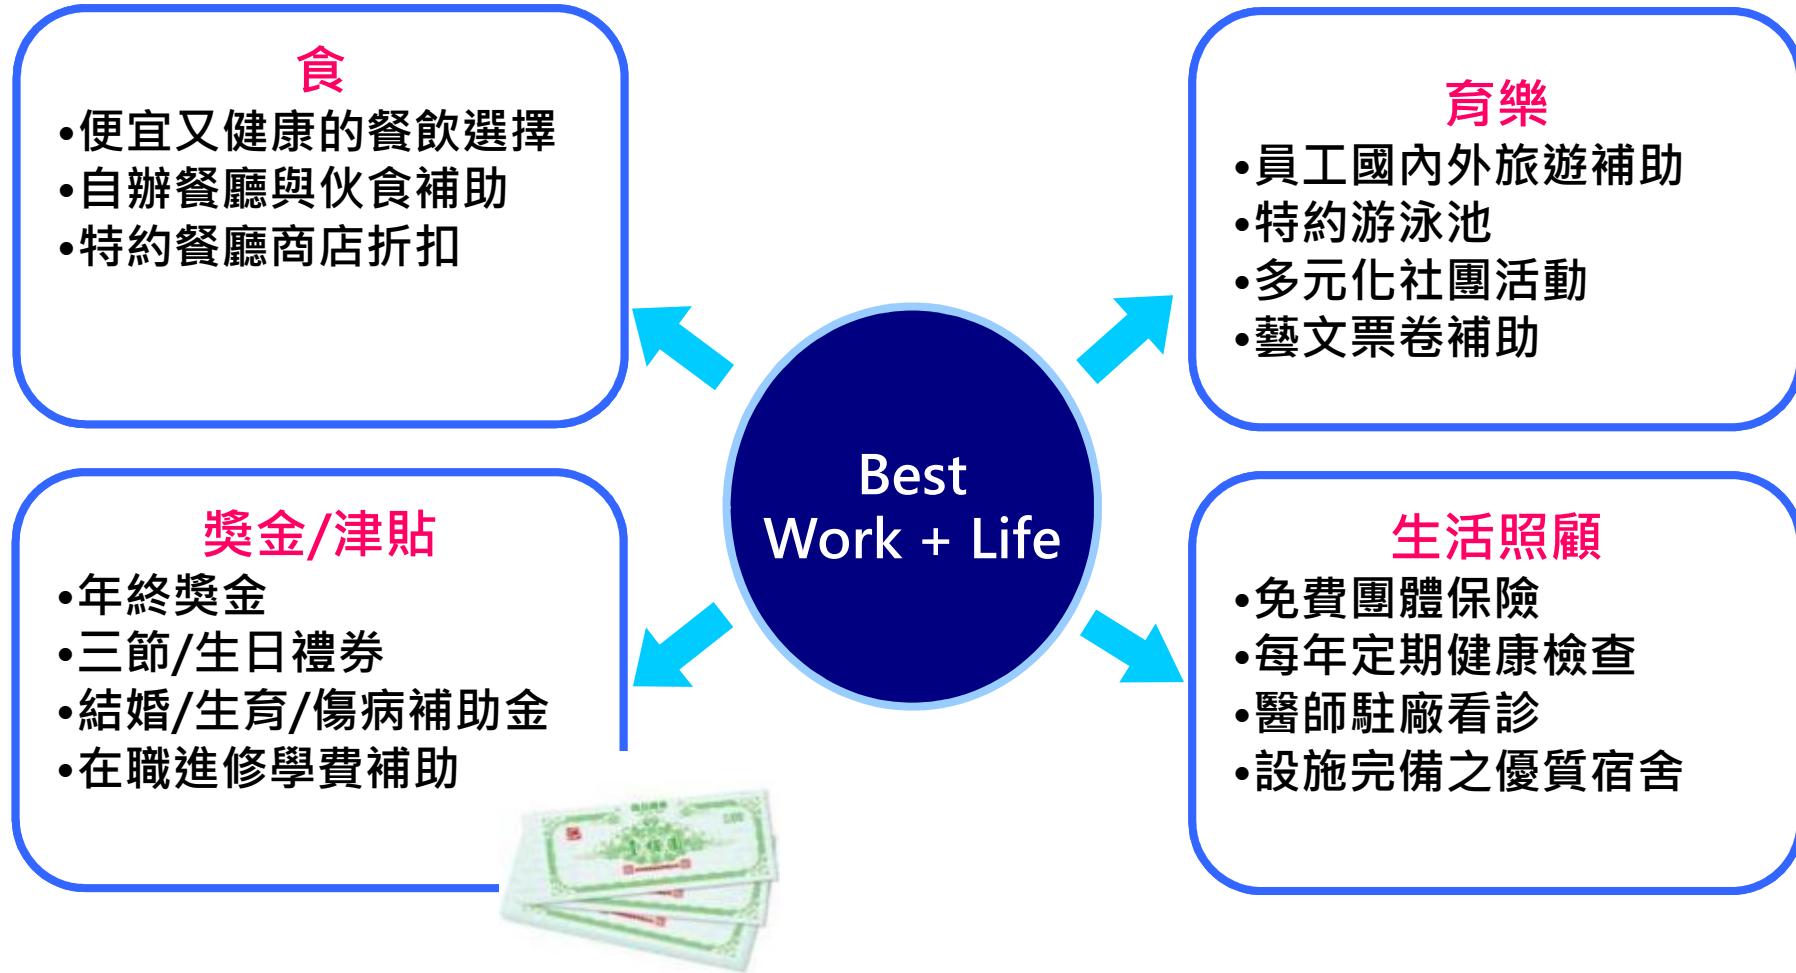 食
•便宜又健康的餐飲選擇
•自辦餐廳與伙食補助
•特約餐廳商店折扣
育樂
•員工國內外旅遊補助
•特約游泳池
•多元化社團活動
•藝文票卷補助
Best
Work + Life
獎金/津貼
•年終獎金
•三節/生日禮券
•結婚/生育/傷病補助金
•在職進修學費補助
生活照顧
•免費團體保險
•每年定期健康檢查
•醫師駐廠看診
•設施完備之優質宿舍